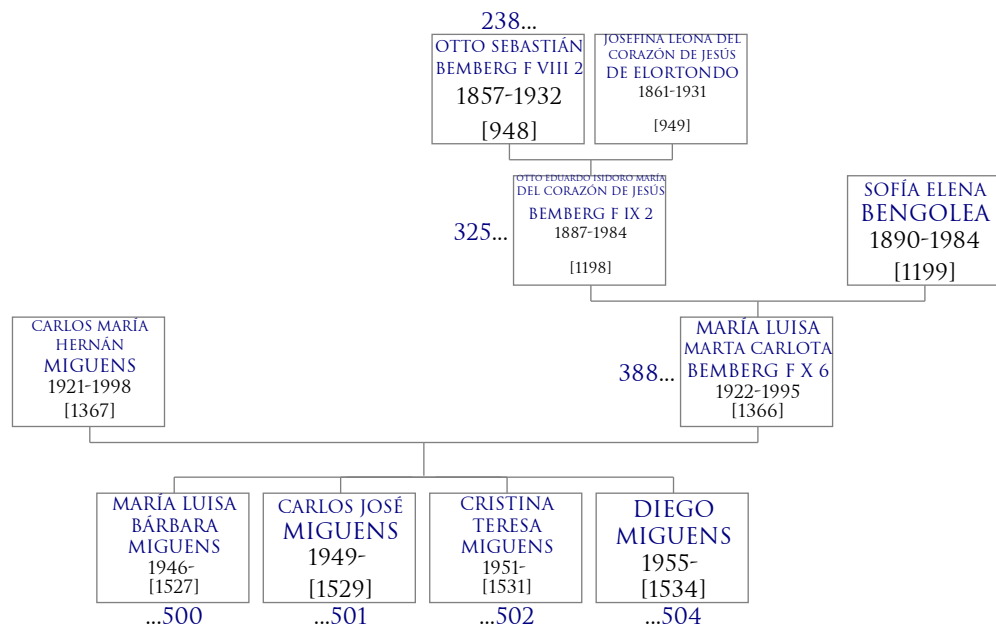 238...
OTTO SEBASTIÁN
BEMBERG F VIII 2
1857-1932
[948]
JOSEFINA LEONA DEL
CORAZÓN DE JESÚS
DE ELORTONDO
1861-1931
[949]
325...
OTTO EDUARDO ISIDORO MARÍA
DEL CORAZÓN DE JESÚS
BEMBERG F IX 2
1887-1984
[1198]
SOFÍA ELENA
BENGOLEA
1890-1984
[1199]
CARLOS MARÍA
HERNÁN
MIGUENS
1921-1998
[1367]
388...
MARÍA LUISA
MARTA CARLOTA
BEMBERG F X 6
1922-1995
[1366]
MARÍA LUISA
BÁRBARA
MIGUENS
1946-
[1527]
...500
CARLOS JOSÉ
MIGUENS
1949-
[1529]
...501
CRISTINA
TERESA
MIGUENS
1951-
[1531]
...502
DIEGO
MIGUENS
1955-
[1534]
...504